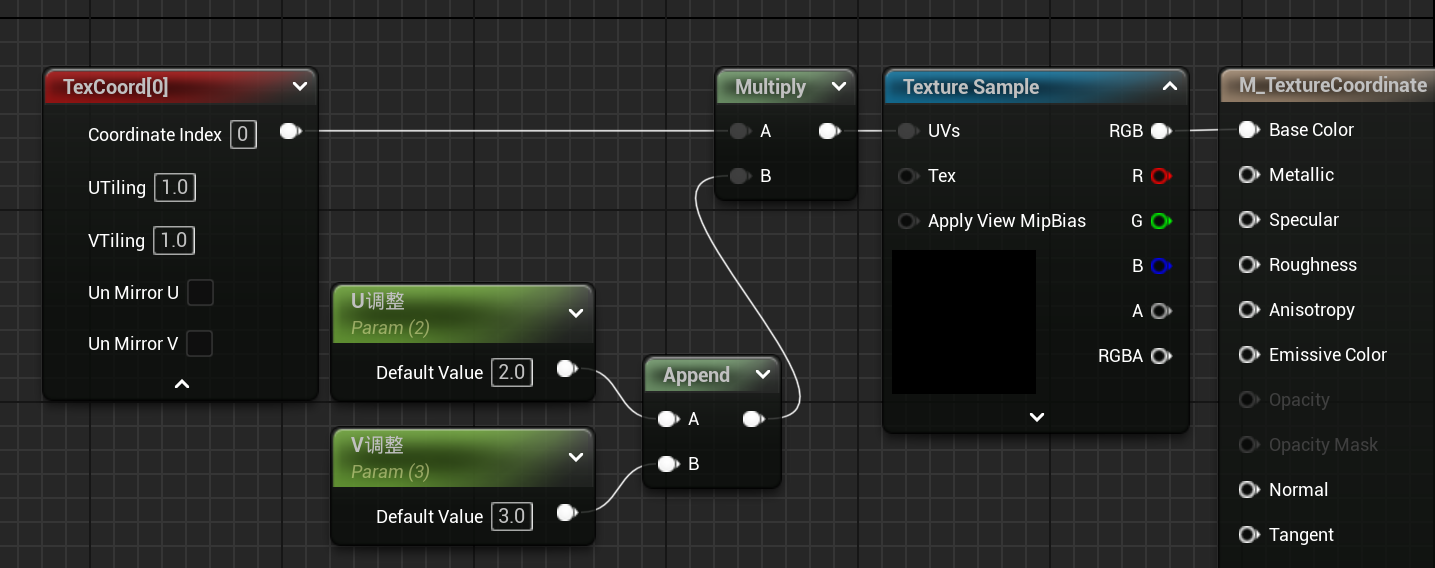 TexCoord[0]
Coordinate Index 0
UTiling 1.0
VTiling 1.0
Un Mirror U
Un Mirror V
U调整
Param (2)
Default Value 2.0
V调整
Param (3)
Default Value 3.0
Append
A
B
Multiply
A
B
Texture Sample
UVs RGB
Tex R
Apply View MipBias G
B
A
RGBA
M_TextureCoordinate
Base Color
Metallic
Specular
Roughness
Anisotropy
Emissive Color
Opacity
Opacity Mask
Normal
Tangent